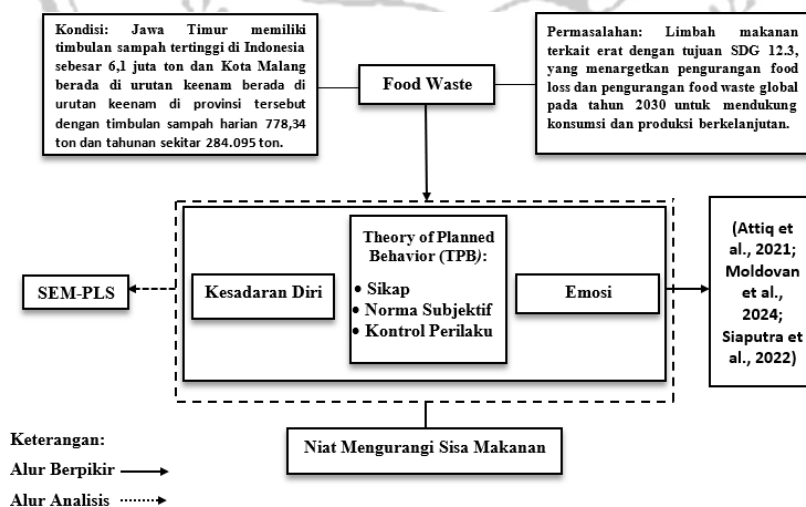 Kondisi: Jawa Timur memiliki
timbulan sampah tertinggi di Indonesia
sebesar 6,1 juta ton dan Kota Malang
berada di urutan keenam berada di
urutan keenam di provinsi tersebut
dengan timbulan sampah harian 778,34
ton dan tahunan sekitar 284.095 ton.
Food Waste
Permasalahan: Limbah makanan
terkait erat dengan tujuan SDG 12.3,
yang menargetkan pengurangan food
loss dan pengurangan food waste global
pada tahun 2030 untuk mendukung
konsumsi dan produksi berkelanjutan.
SEM-PLS
Kesadaran Diri
Theory of Planned
Behavior (TPB):
• Sikap
• Norma Subjektif
• Kontrol Perilaku
Emosi
(Attiq et
al., 2021;
Moldovan
et al.,
2024;
Siaputra et
al., 2022)
Niat Mengurangi Sisa Makanan
Keterangan:
Alur Berpikir
Alur Analisis